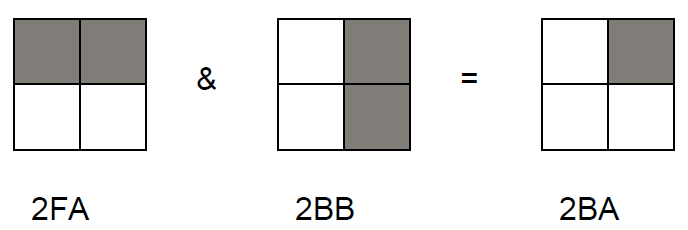 & =
2FA 2BB 2BA